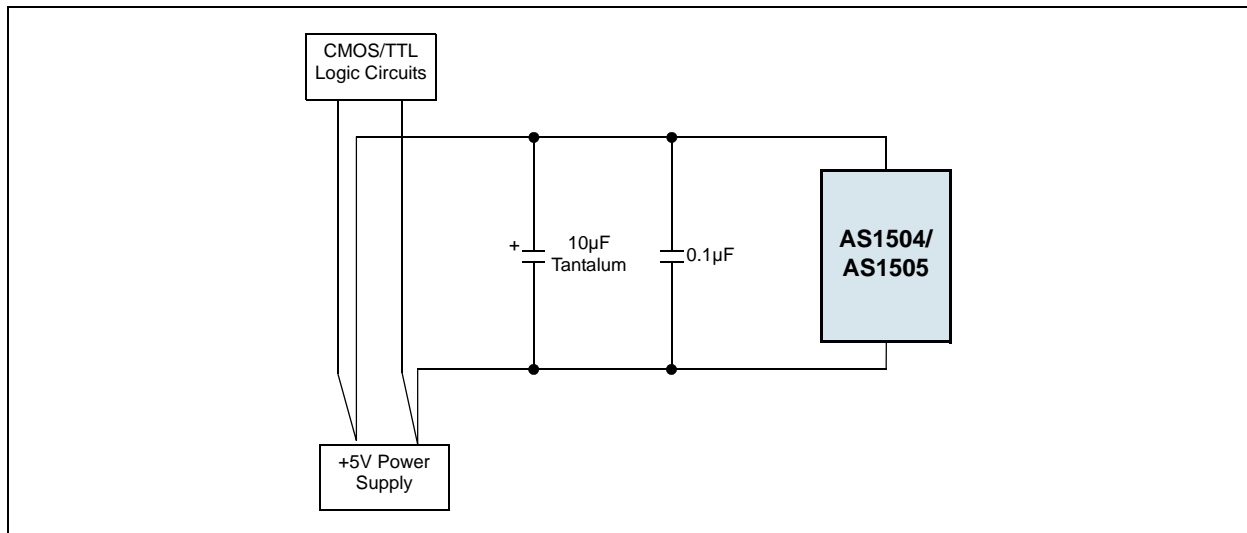 CMOS/TTL
Logic Circuits
+
10µF
Tantalum
0.1µF
AS1504/
AS1505
+5V Power
Supply